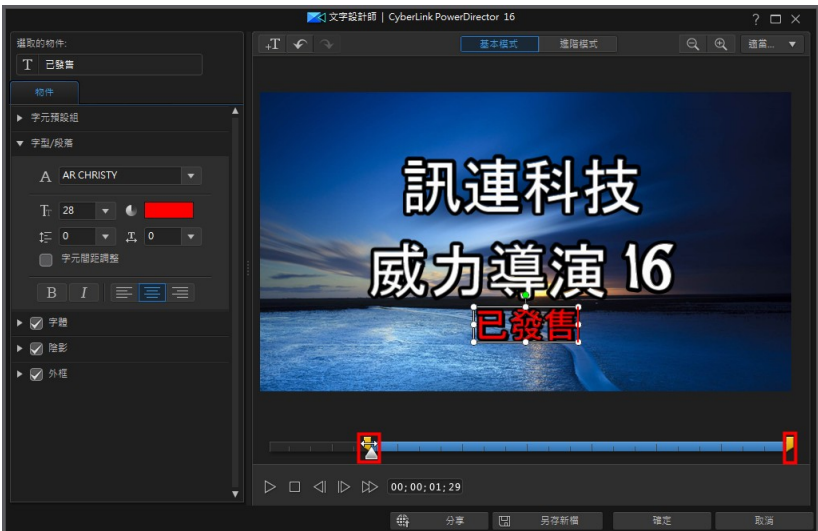 文字設計師 | CyberLink PowerDirector 16
選取的物件:
T 已發售
物件
字元預設組
字型/段落
A AR CHRISTY
28
0 0
字元間距調整
B I
字體
陰影
外框
+T
基本模式 進階模式
適當...
訊連科技
威力導演 16
已發售
00;00;01;29
分享 另存新檔 確定 取消